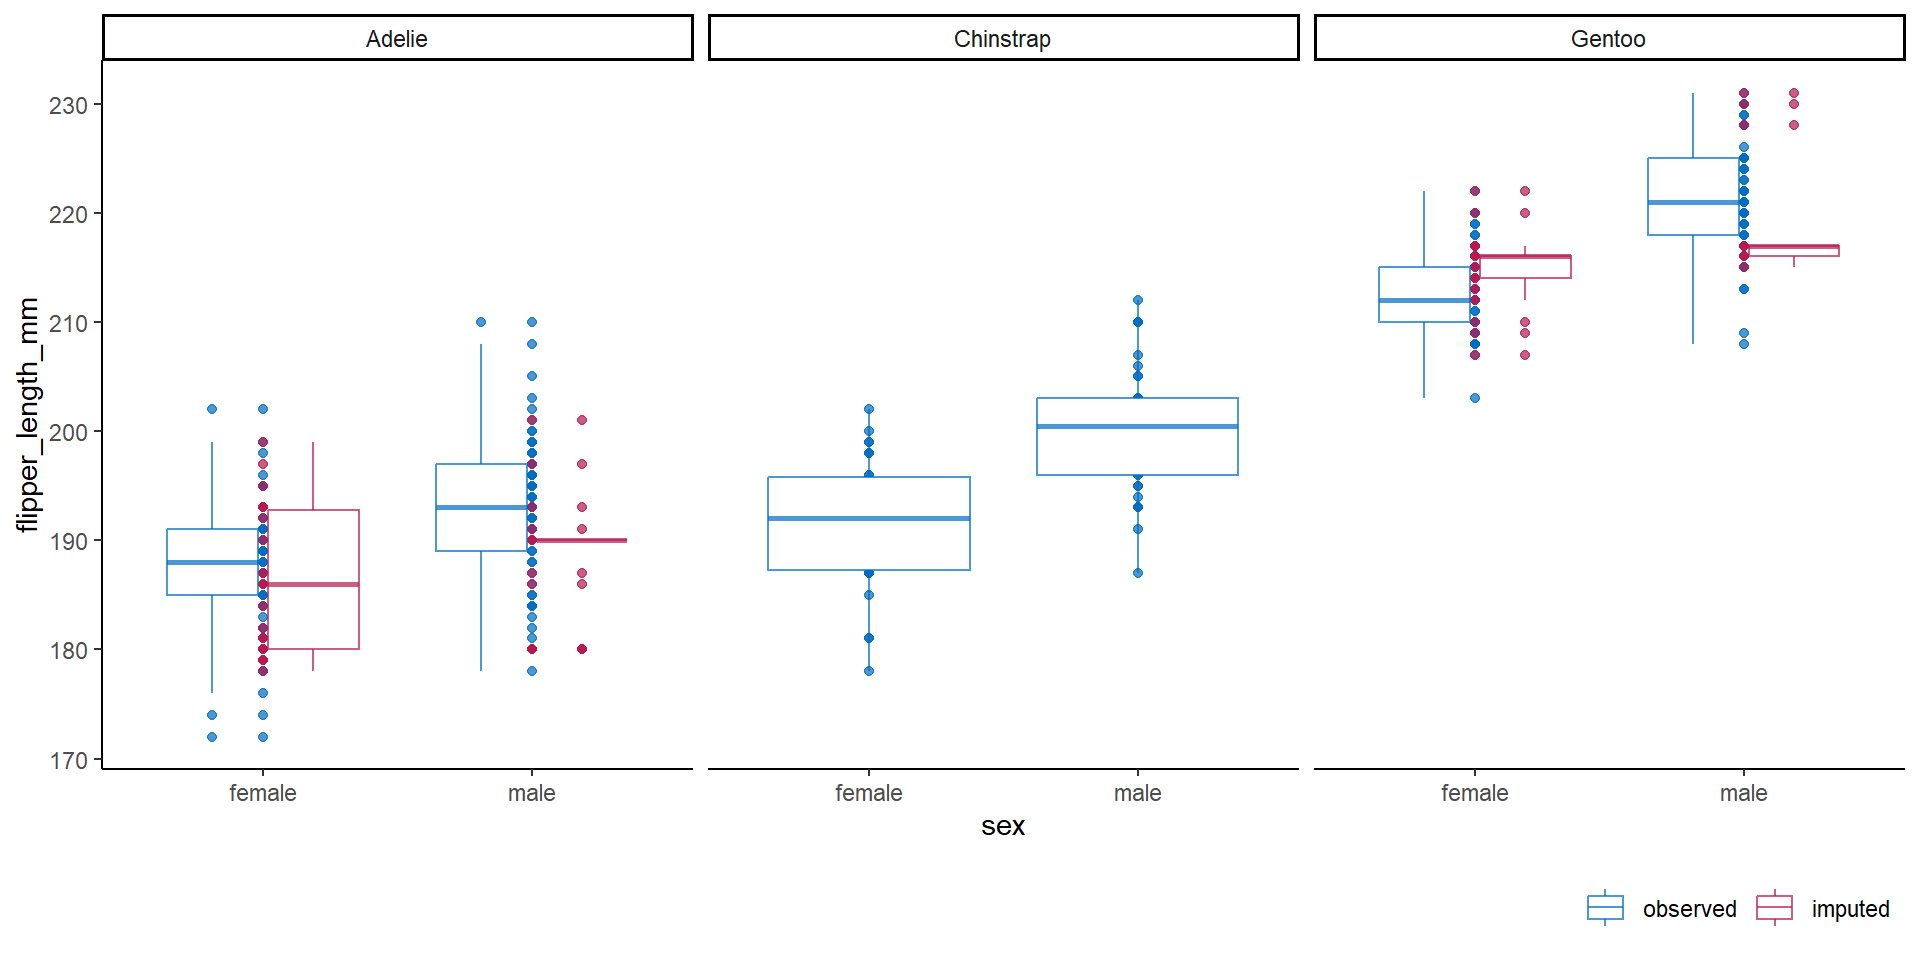 Adelie Chinstrap Gentoo
flipper_length_mm
230
220
210
200
190
180
170
female male female male female male
sex
observed imputed